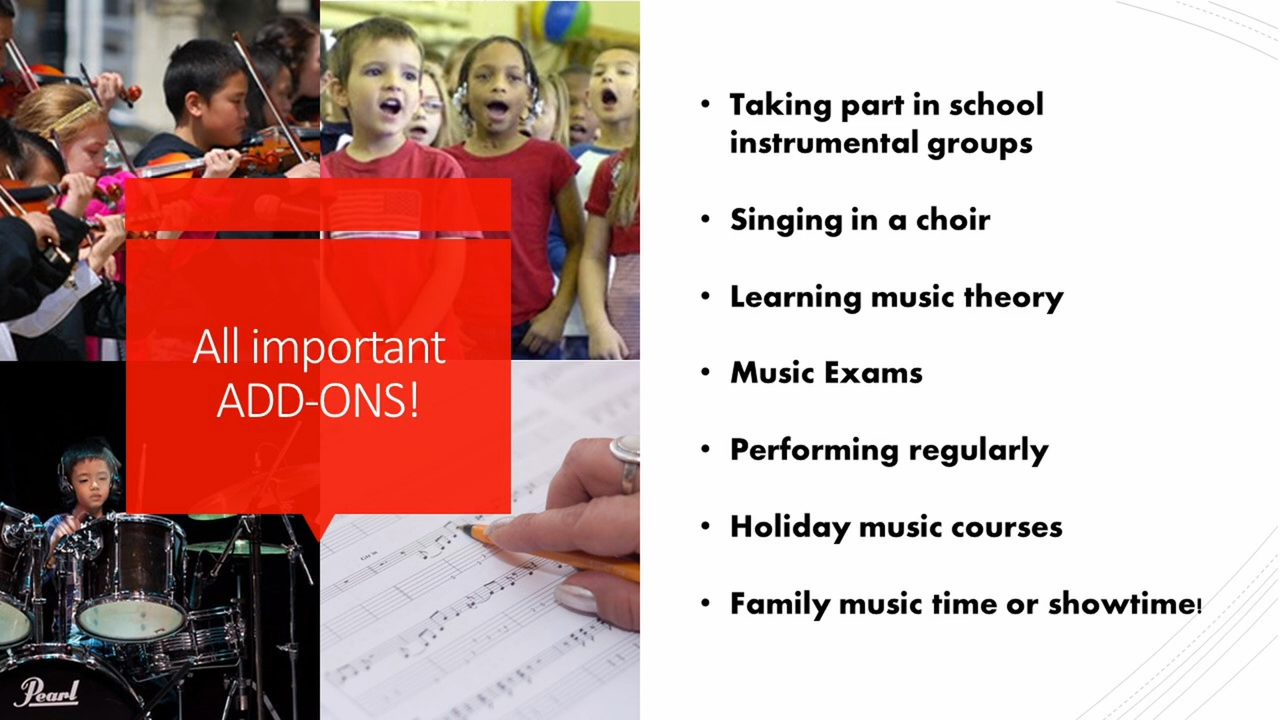 All important
ADD-ONS!
• Taking part in school
instrumental groups
• Singing in a choir
• Learning music theory
• Music Exams
• Performing regularly
• Holiday music courses
• Family music time or showtime!
Pearl